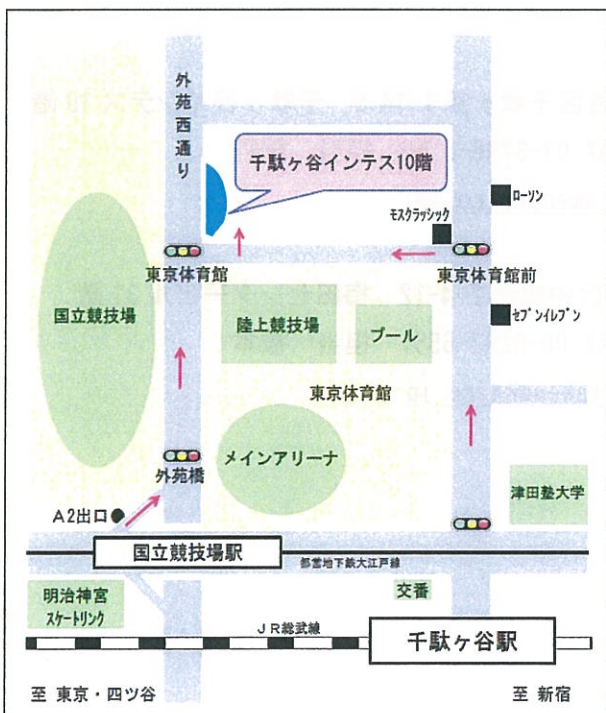 外苑西通り
千駄ヶ谷インテス10階
ローソン
モスクラッシック
東京体育館
東京体育館前
国立競技場
陸上競技場
プール
セブンイレブン
東京体育館
メインアリーナ
外苑橋
津田塾大学
A2出口
国立競技場駅
都営地下鉄大江戸線
明治神宮
スケートリンク
交番
JR総武線
千駄ヶ谷駅
至 東京・四ツ谷
至 新宿